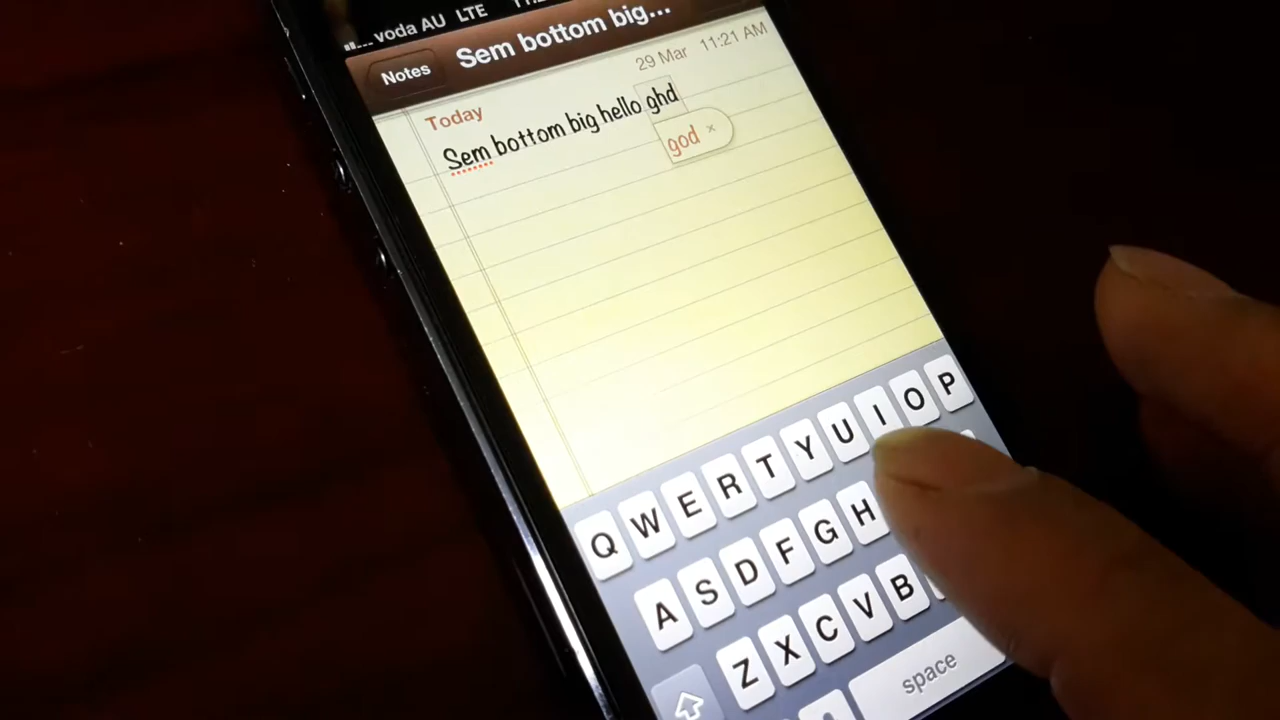 voda AU LTE
Notes
Sem bottom big...
29 Mar 11:21 AM
Today
Sem bottom big hello ghd
god ×
Q W E R T Y U I O P
A S D F G H
Z X C V B
space